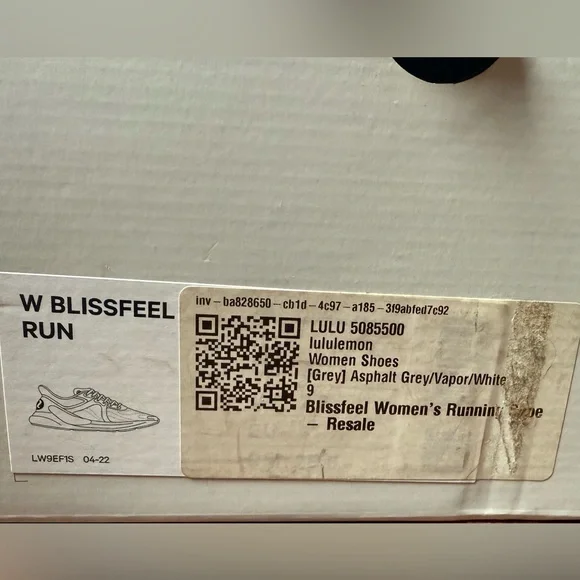 W BLISSFEEL
RUN
LW9EF1S 04-22
inv-ba828650-cb1d-4c97-a185-3f9abfed7c92
LULU 5085500
lululemon
Women Shoes
[Grey] Asphalt Grey/Vapor/White
9
Blissfeel Women's Running
– Resale